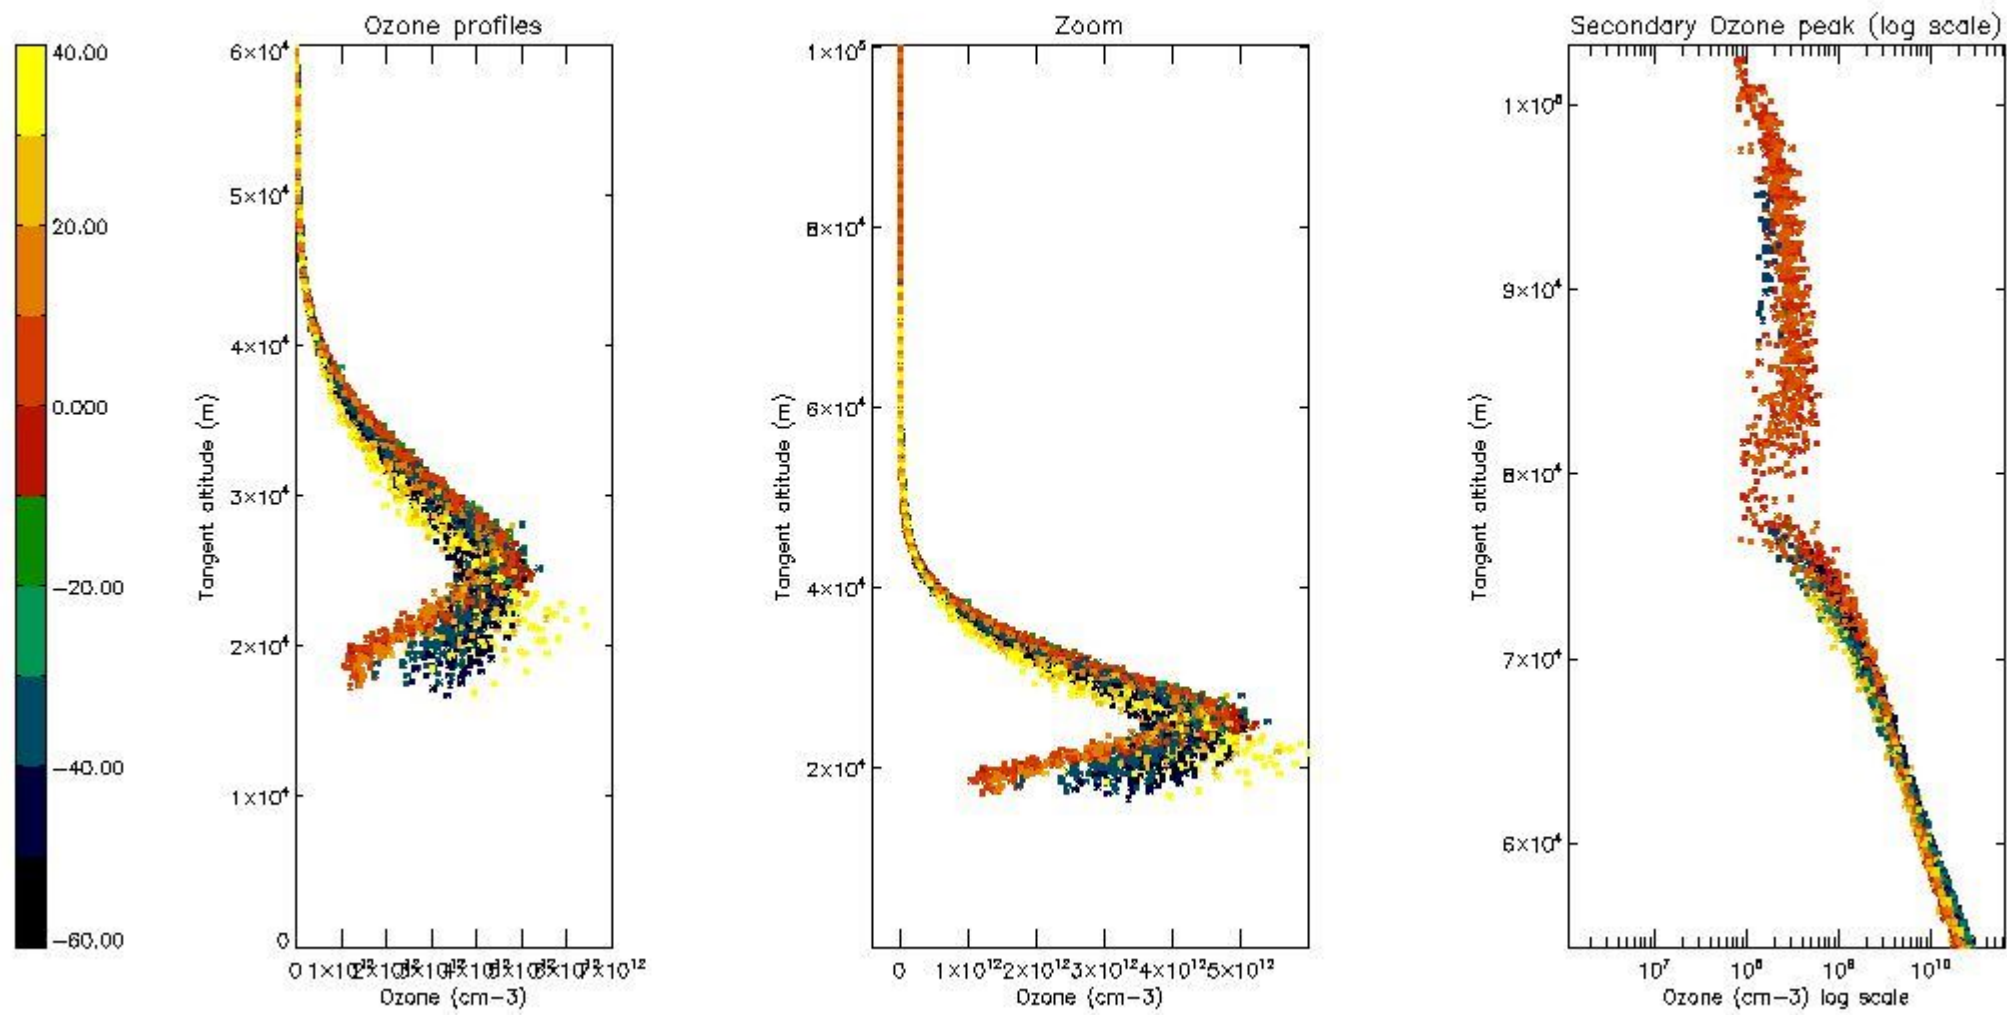 Ozone profiles
Zoom
Secondary Ozone peak (log scale)
40.00
20.00
0.000
−20.00
−40.00
−60.00
6×10⁴
5×10⁴
4×10⁴
3×10⁴
2×10⁴
1×10⁴
0
Tangent altitude (m)
1×10⁵
8×10⁴
6×10⁴
4×10⁴
2×10⁴
Tangent altitude (m)
9×10⁴
8×10⁴
7×10⁴
6×10⁴
Tangent altitude (m)
0
7×10¹²
Ozone (cm−3)
0 1×10¹² 2×10¹² 3×10¹² 4×10¹² 5×10¹²
Ozone (cm−3)
10⁷ 10⁸ 10⁹ 10¹⁰
Ozone (cm−3) log scale